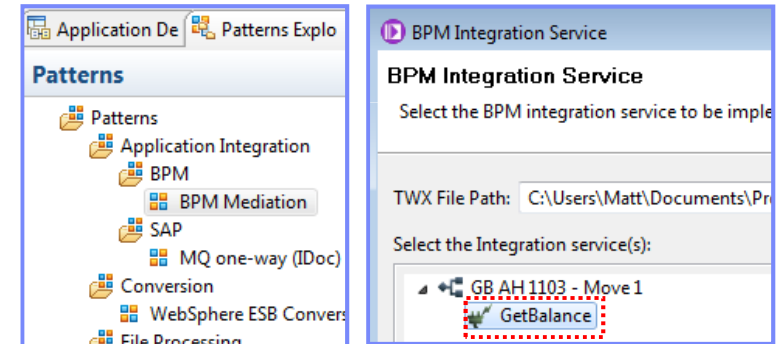 Application De Patterns Explo
Patterns
Patterns
Application Integration
BPM
BPM Mediation
SAP
MQ one-way (IDoc)
Conversion
WebSphere ESB Convers
File Processing
BPM Integration Service
BPM Integration Service
Select the BPM integration service to be imple
TWX File Path: C:\Users\Matt\Documents\Pro
Select the Integration service(s):
GB AH 1103 - Move 1
GetBalance